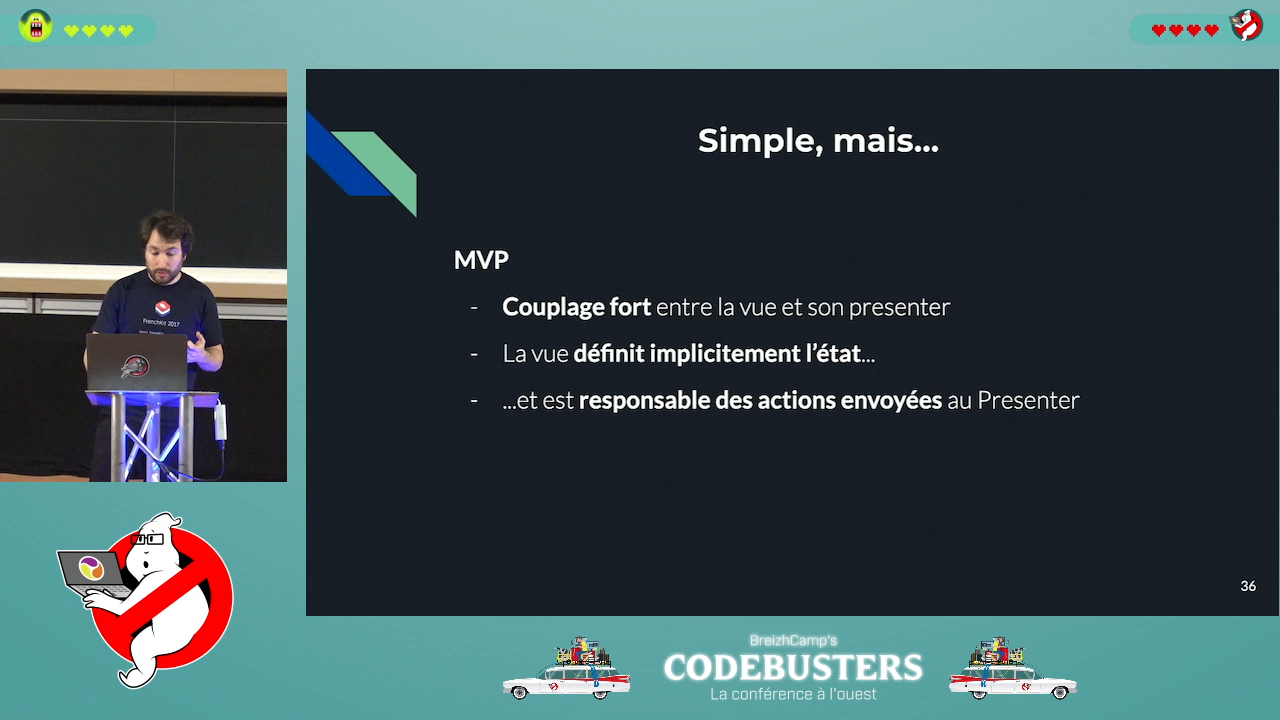 Simple, mais...
MVP
- Couplage fort entre la vue et son presenter
- La vue définit implicitement l'état...
- ...et est responsable des actions envoyées au Presenter
36
FrenchKit 2017
BreizhCamp's
CODEBUSTERS
La conférence à l'ouest